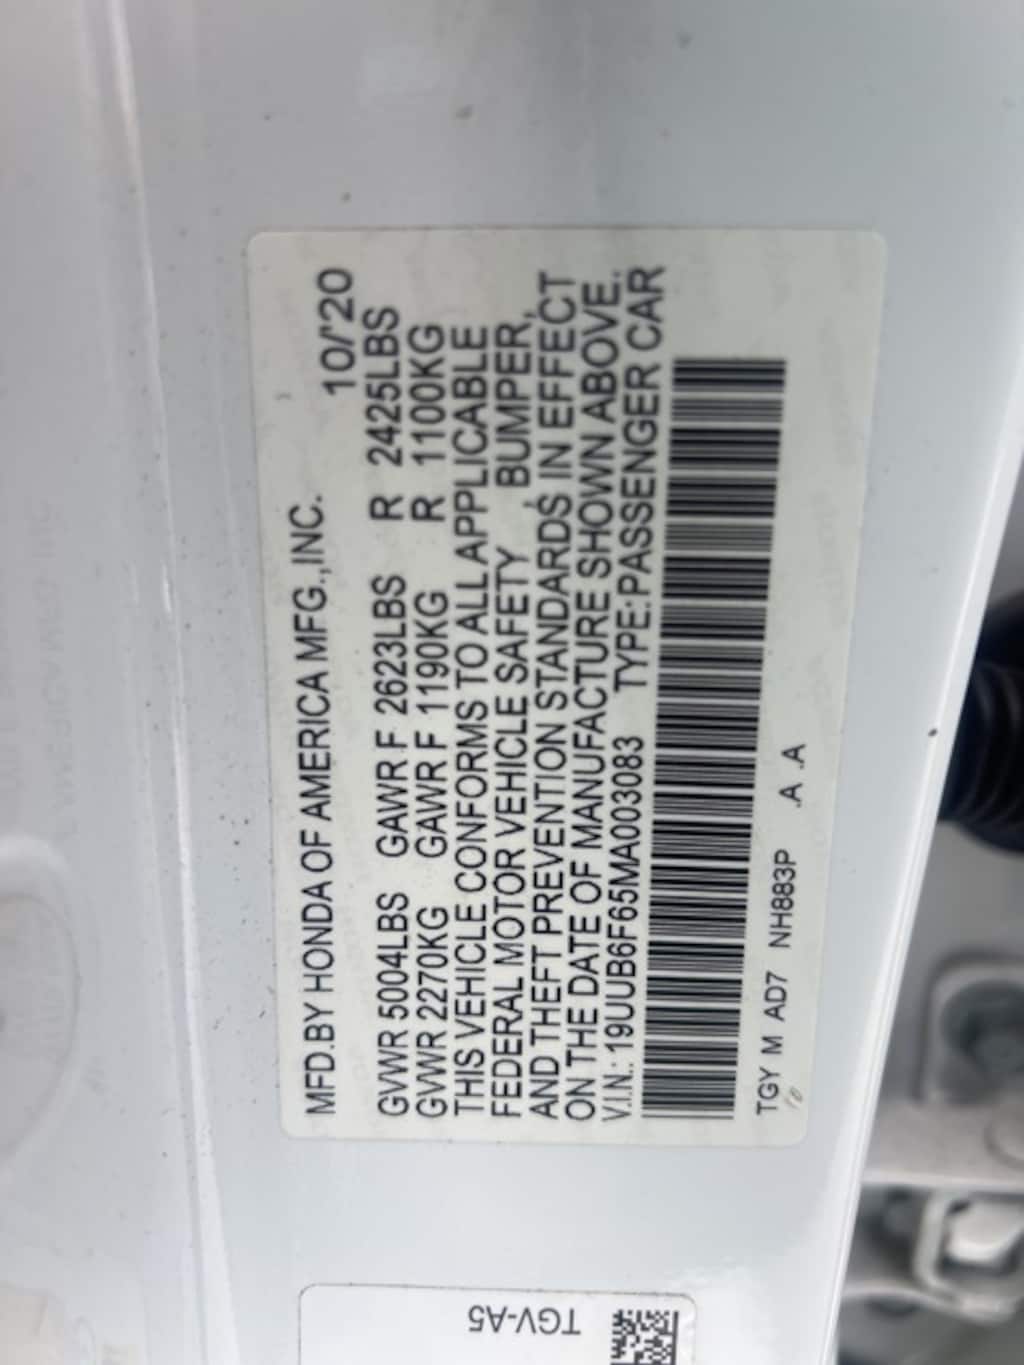 MFD.BY HONDA OF AMERICA MFG.,INC. 10/'20
GVWR 5004LBS GAWR F 2623LBS R 2425LBS
GVWR 2270KG GAWR F 1190KG R 1100KG
THIS VEHICLE CONFORMS TO ALL APPLICABLE
FEDERAL MOTOR VEHICLE SAFETY , BUMPER,
AND THEFT PREVENTION STANDARDS IN EFFECT
ON THE DATE OF MANUFACTURE SHOWN ABOVE.
V.I.N.: 19UUB6F65MA003083 TYPE:PASSENGER CAR
TGY M AD7 NH883P .A .A
10
TGV-A5